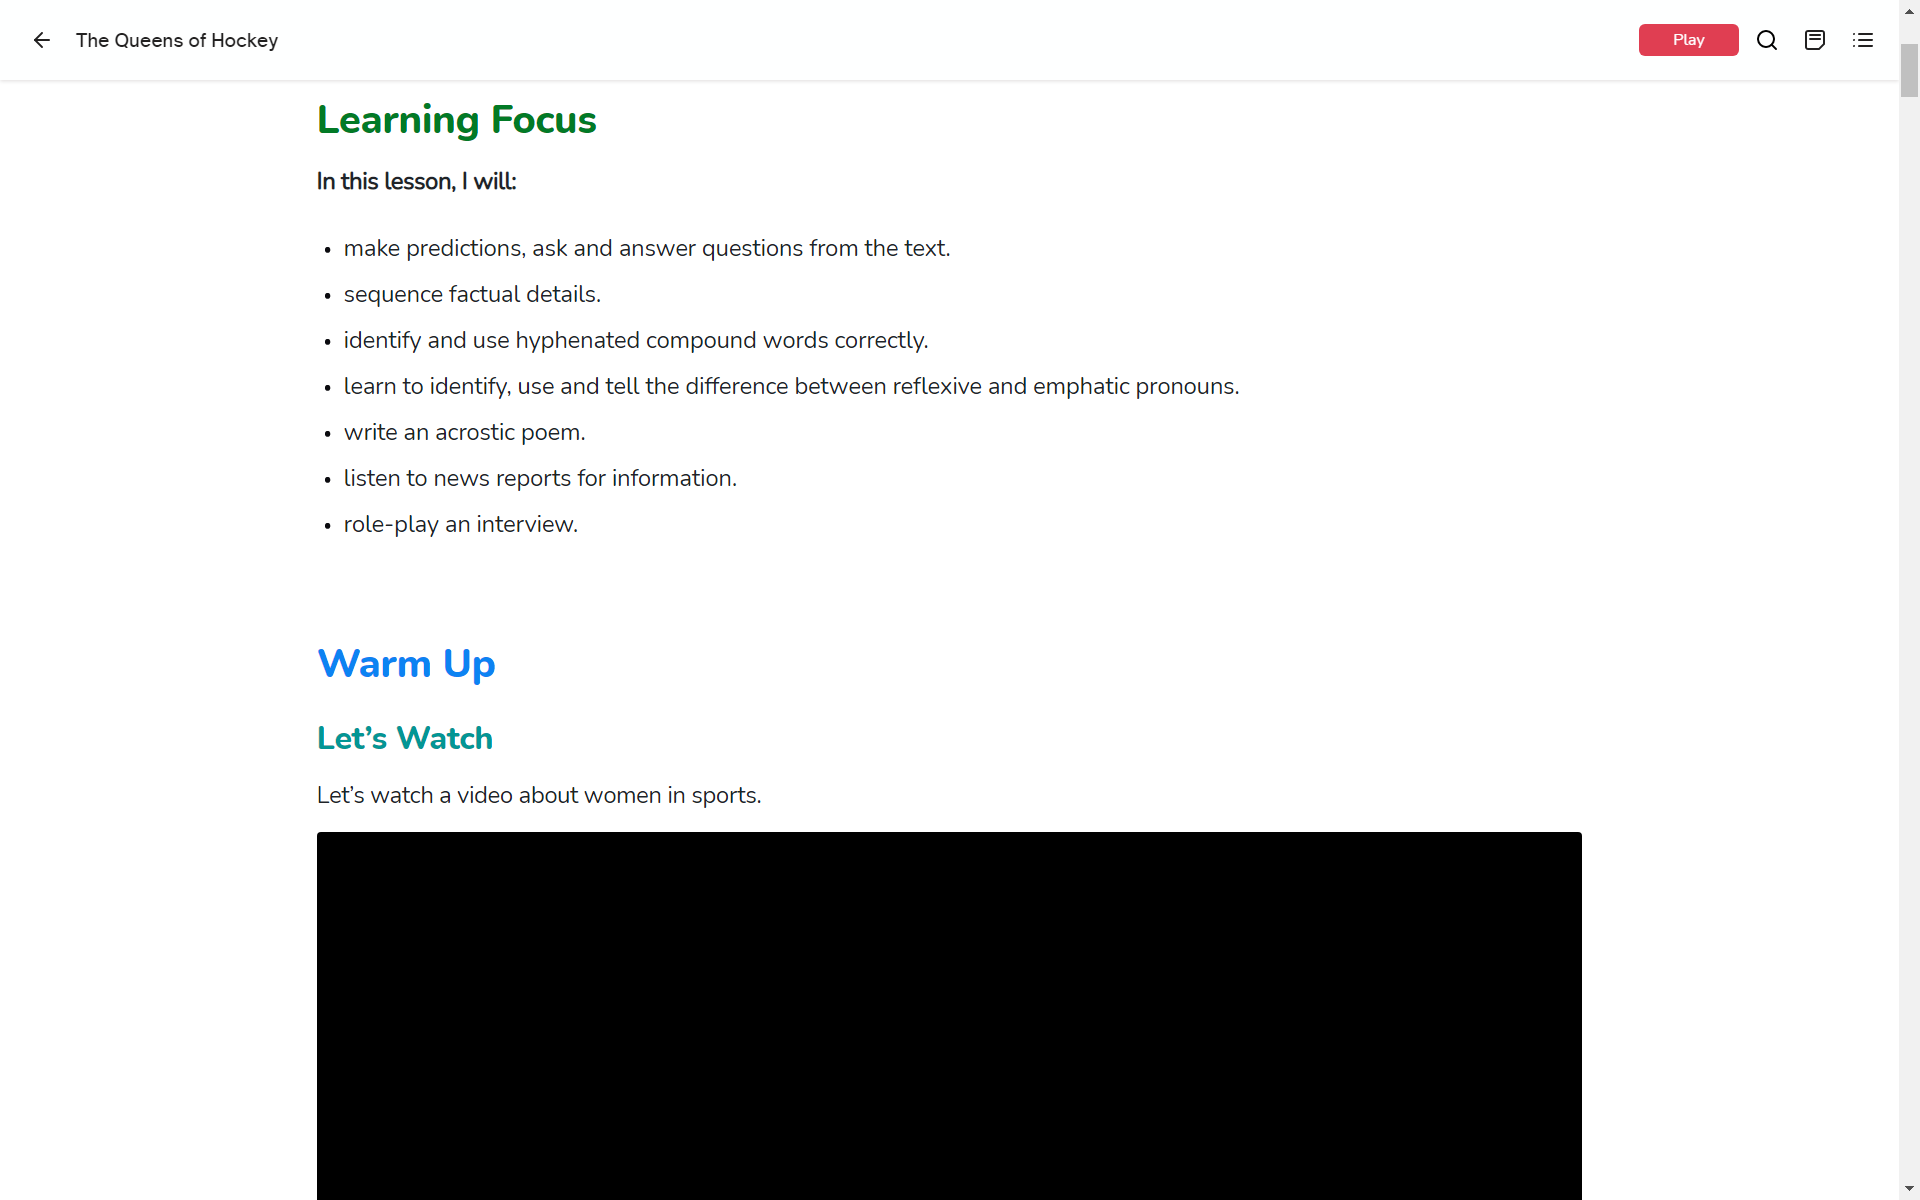 The Queens of Hockey
Play
Learning Focus
In this lesson, I will:
• make predictions, ask and answer questions from the text.
• sequence factual details.
• identify and use hyphenated compound words correctly.
• learn to identify, use and tell the difference between reflexive and emphatic pronouns.
• write an acrostic poem.
• listen to news reports for information.
• role-play an interview.
Warm Up
Let’s Watch
Let’s watch a video about women in sports.